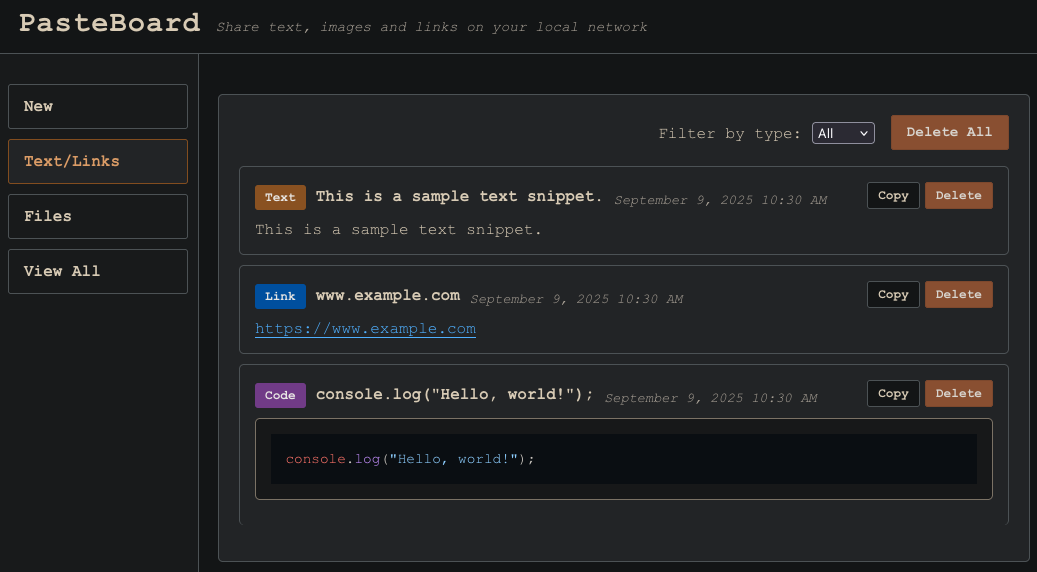 PasteBoard Share text, images and links on your local network
New
Text/Links
Files
View All
Filter by type: All Delete All
Text This is a sample text snippet. September 9, 2025 10:30 AM Copy Delete
This is a sample text snippet.
Link www.example.com September 9, 2025 10:30 AM Copy Delete
https://www.example.com
Code console.log("Hello, world!"); September 9, 2025 10:30 AM Copy Delete
console.log("Hello, world!");